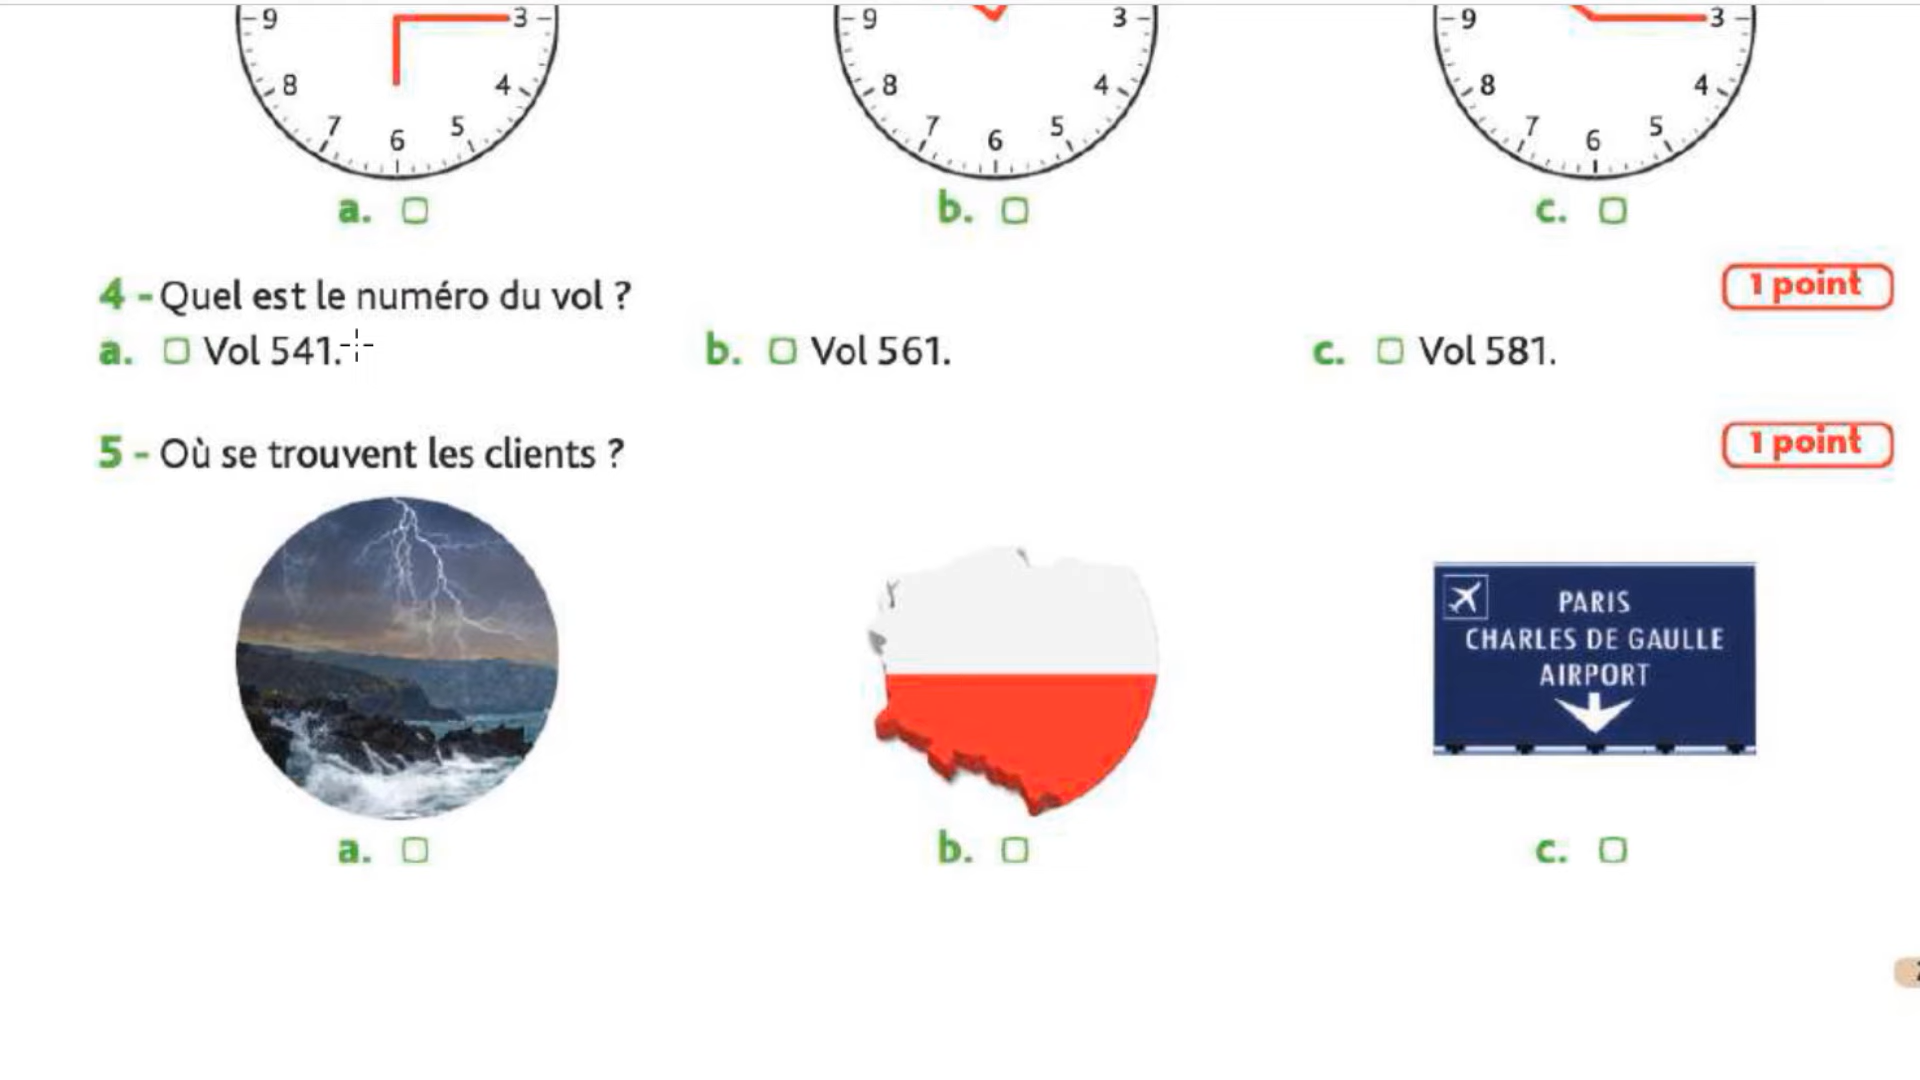 9 3 9 3 9 3
8 4 8 4 8 4
7 6 5 7 6 5 7 6 5
a. b. c.
4 - Quel est le numéro du vol ? 1 point
a. Vol 541. b. Vol 561. c. Vol 581.
5 - Où se trouvent les clients ? 1 point
PARIS
CHARLES DE GAULLE
AIRPORT
a. b. c.